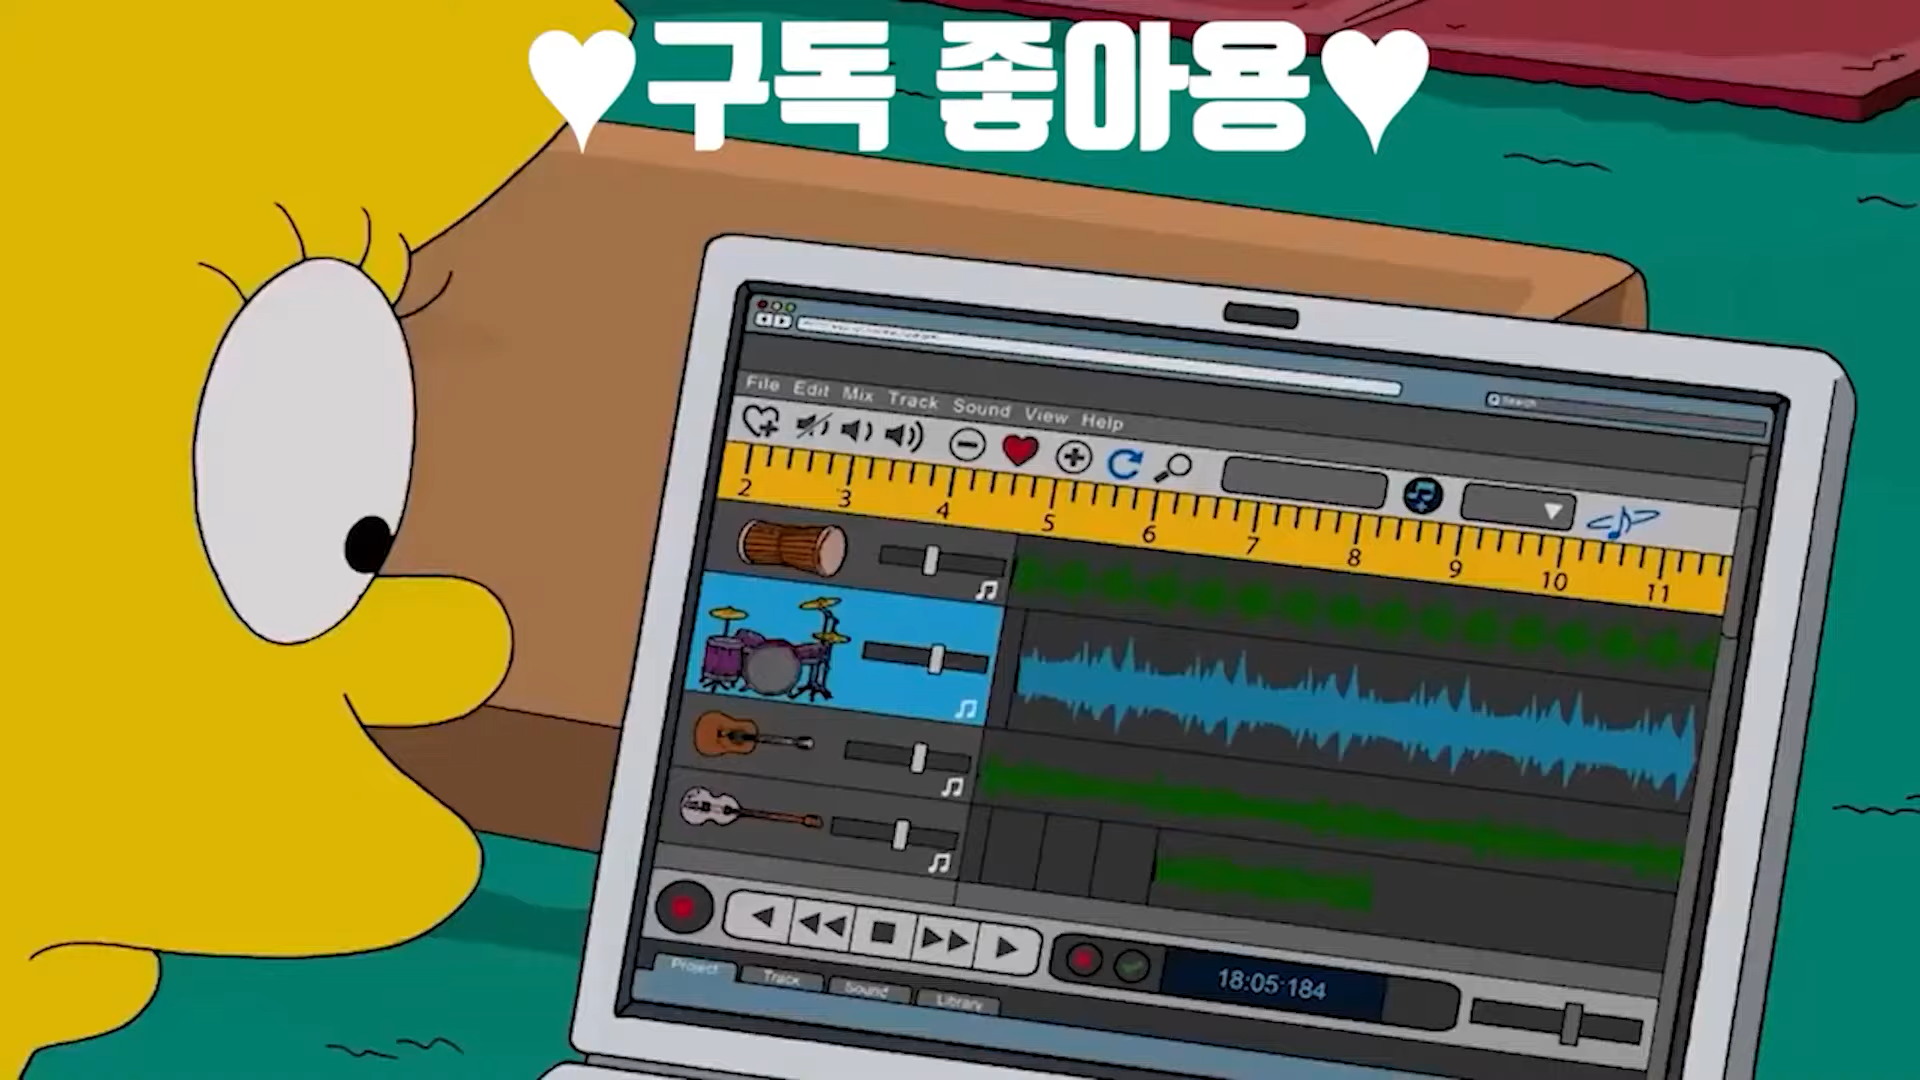 ♥구독 좋아용♥
Search
File Edit Mix Track Sound View Help
2 3 4 5 6 7 8 9 10 11
18:05:184
Project Track Sound Library